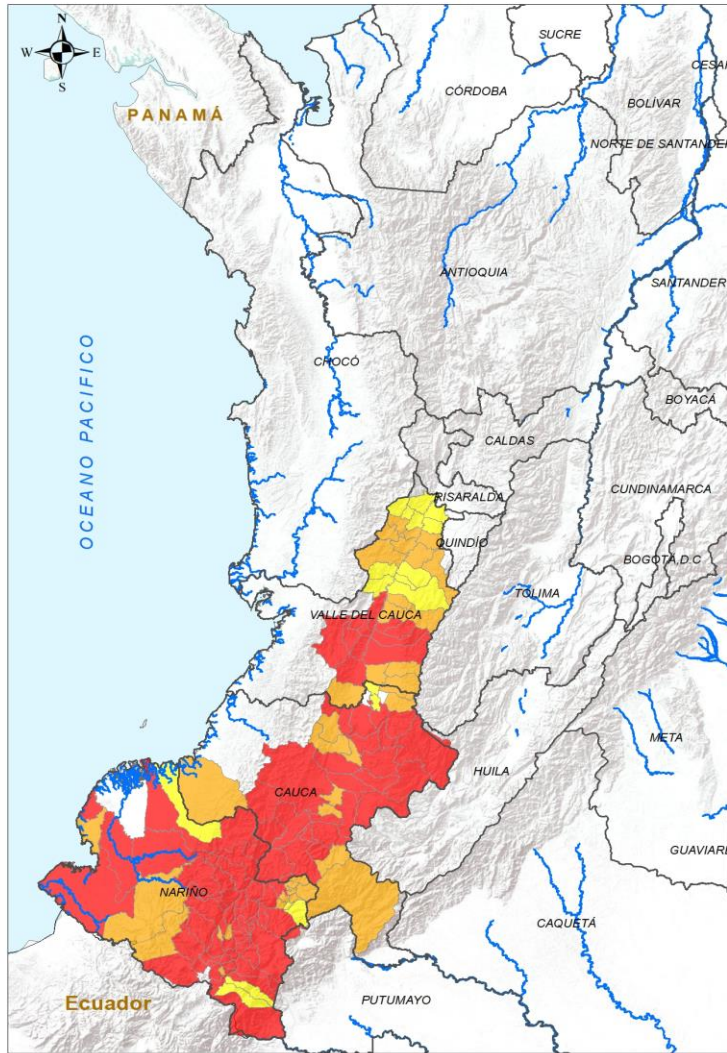 N
W E
S
SUCRE
CÓRDOBA
CESAR
BOLÍVAR
PANAMÁ
NORTE DE SANTANDER
ANTIOQUIA
SANTANDER
OCEANO PACIFICO
CHOCÓ
BOYACÁ
CALDAS
CUNDINAMARCA
RISARALDA
QUINDÍO
BOGOTÁ,D.C
TOLIMA
VALLE DEL CAUCA
META
HUILA
CAUCA
GUAVIARE
NARIÑO
CAQUETÁ
Ecuador
PUTUMAYO